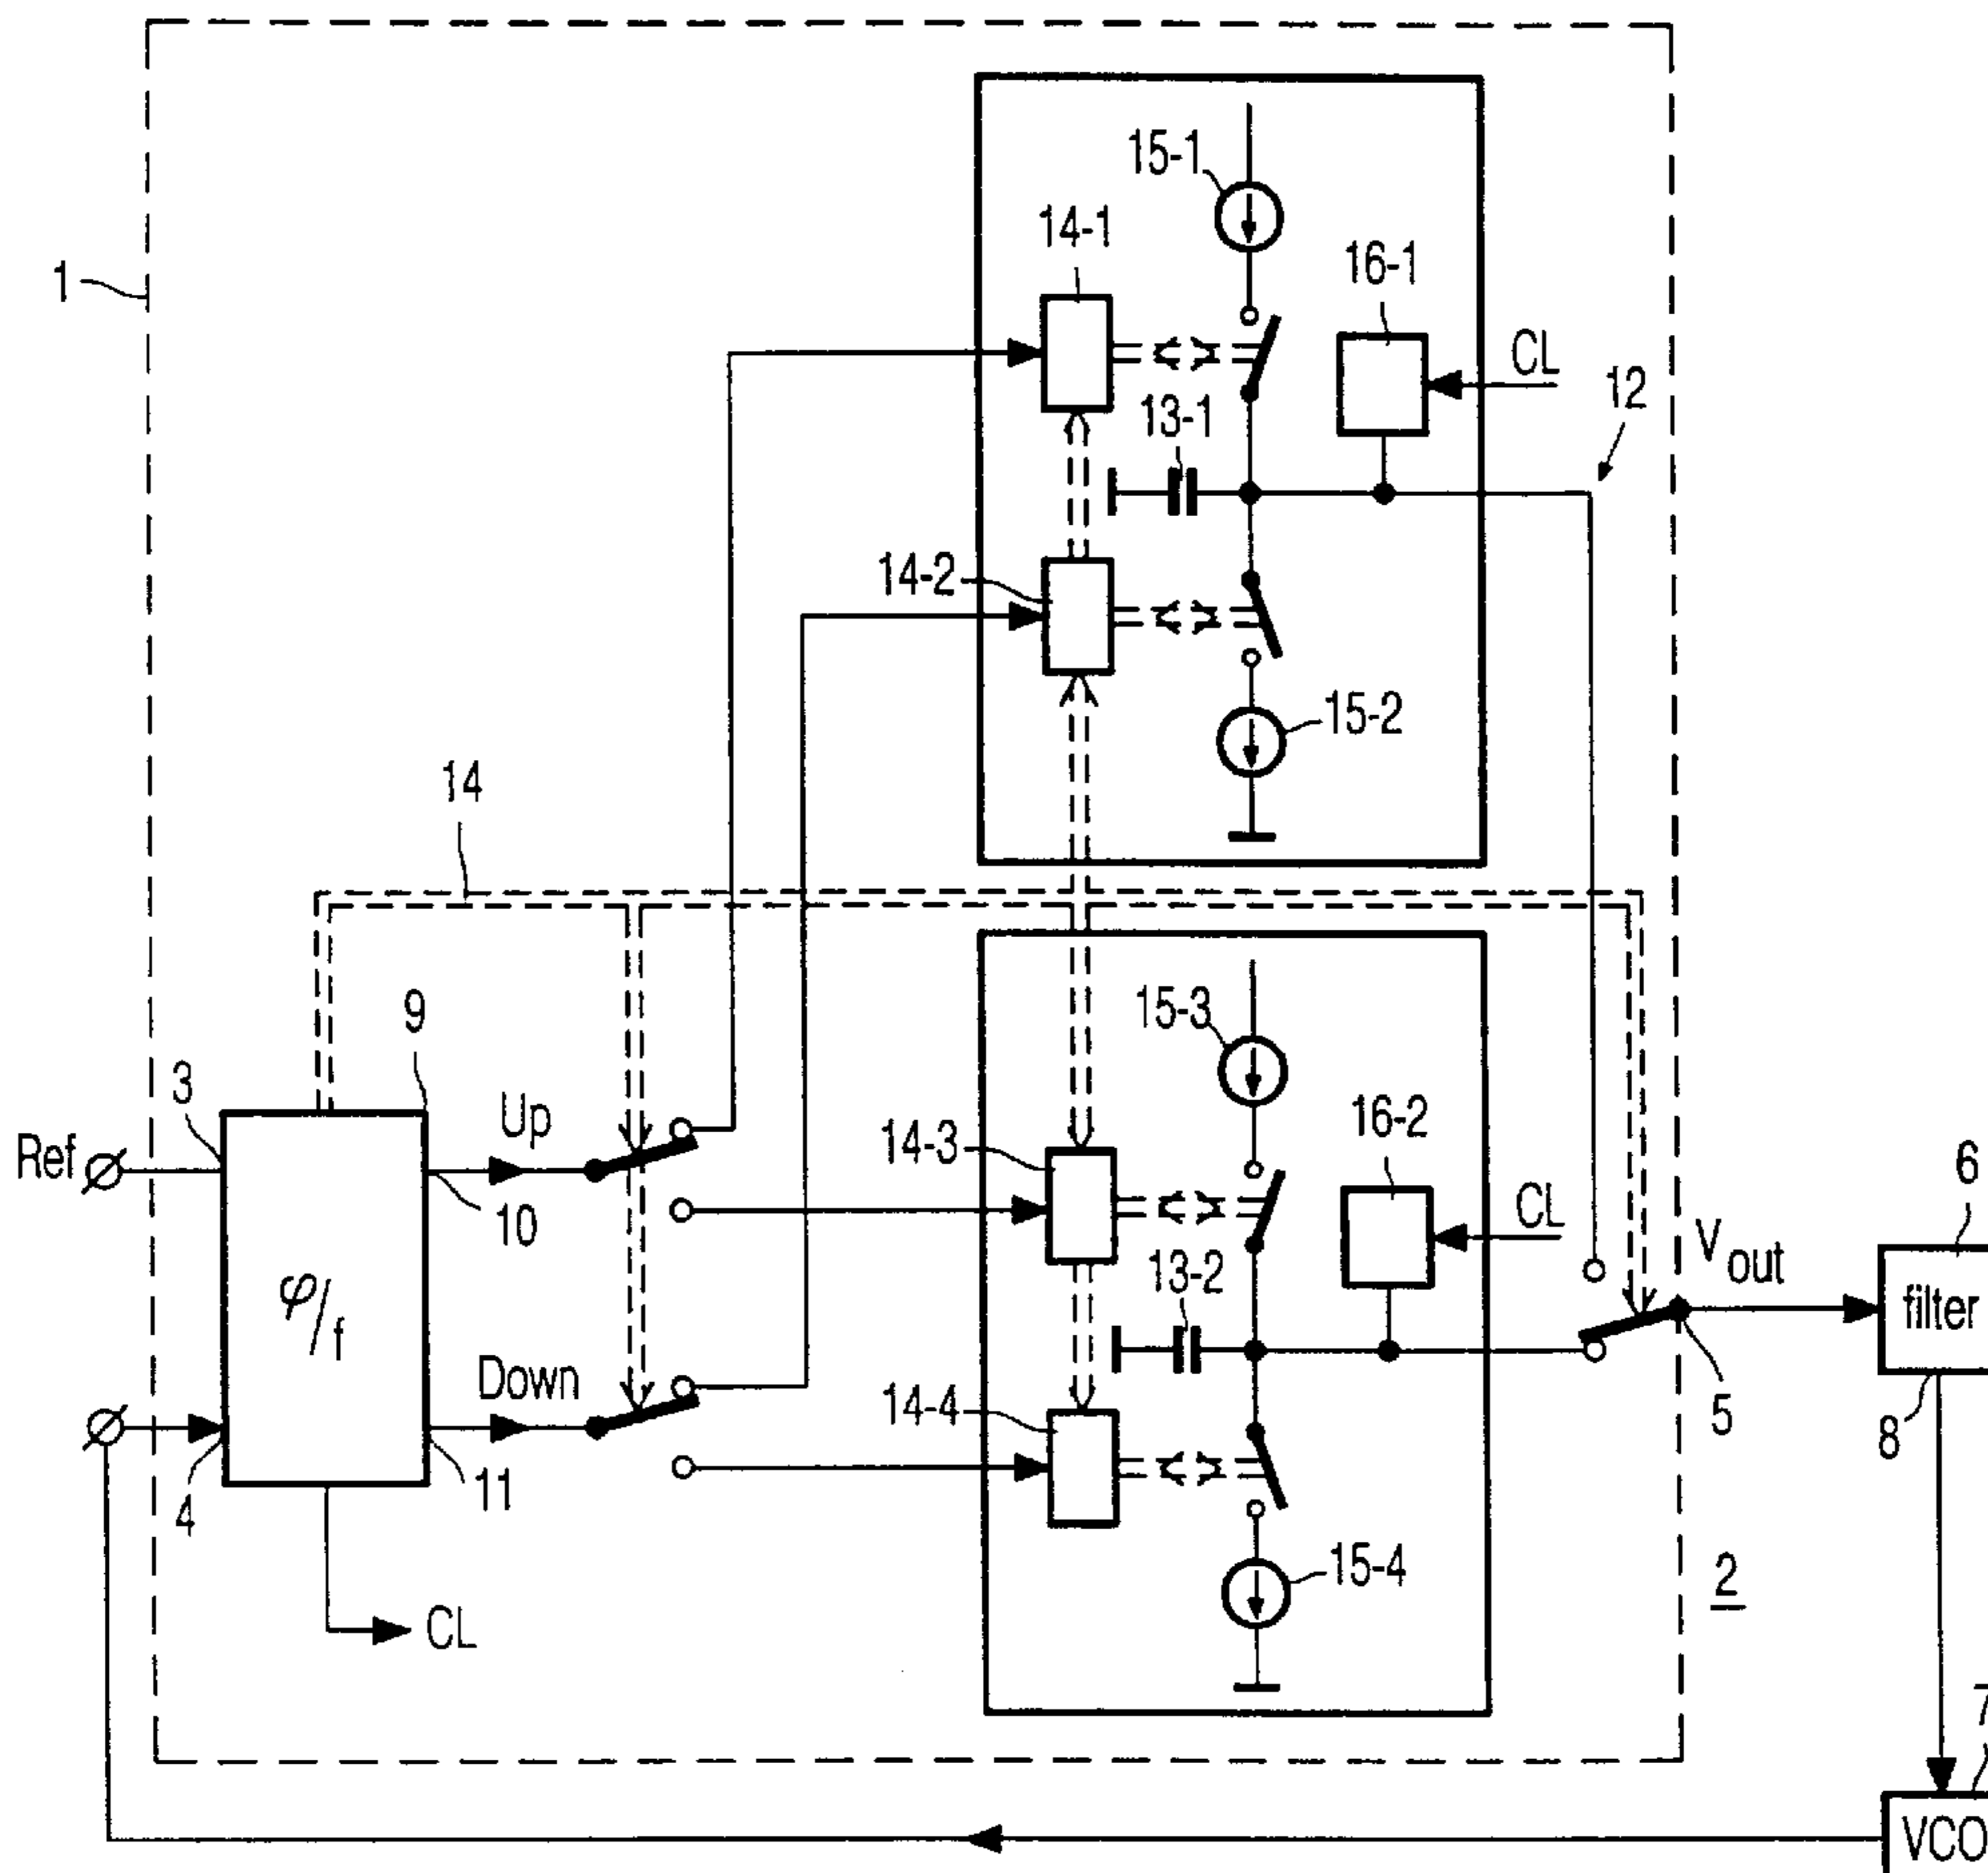 15-1
14-1
16-1
1
CL
12
13-1
14-2
15-2
14
15-3
9
3
Up
16-2
14-3
6
Ref
10
CL
Vout
13-2
φ/f
filter
Down
14-4
5
8
11
4
15-4
2
CL
7
VCO